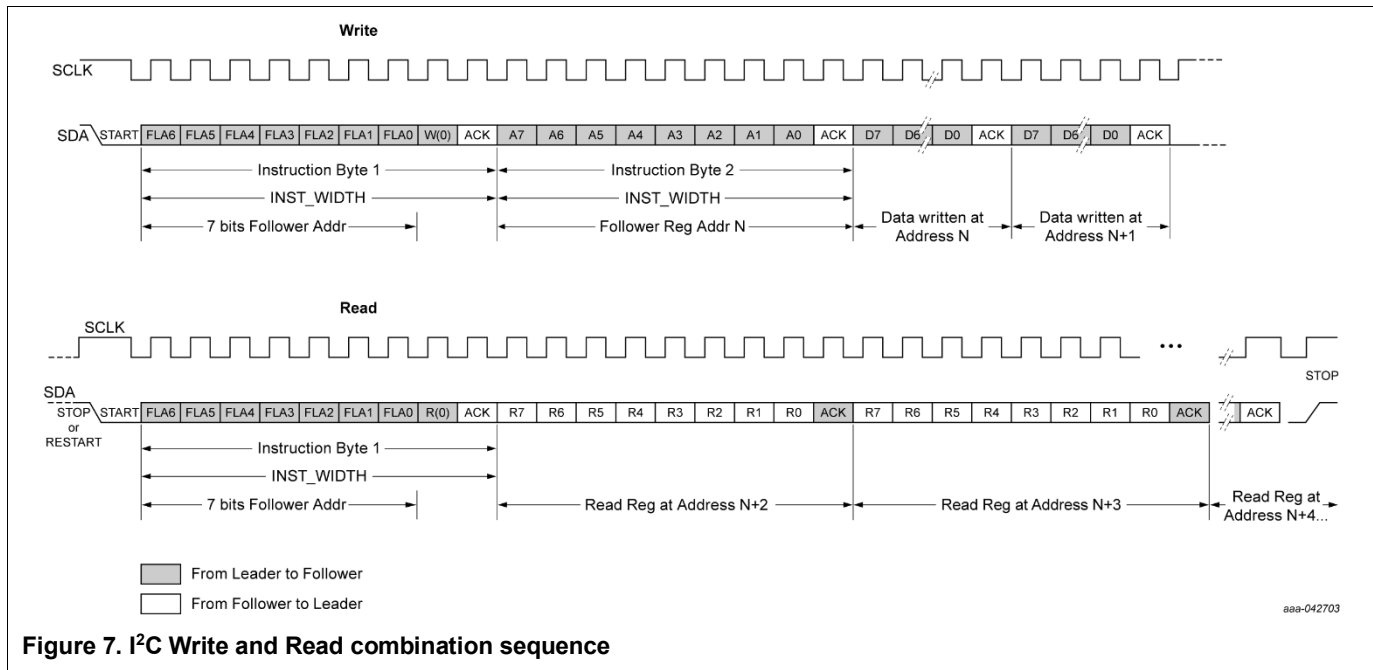 Write
SCLK
SDA START FLA6 FLA5 FLA4 FLA3 FLA2 FLA1 FLA0 W(0) ACK A7 A6 A5 A4 A3 A2 A1 A0 ACK D7 D6 D0 ACK D7 D6 D0 ACK
Instruction Byte 1 Instruction Byte 2
INST_WIDTH INST_WIDTH
7 bits Follower Addr Follower Reg Addr N Data written at Address N Data written at Address N+1
Read
SCLK
...
STOP
SDA
STOP or RESTART START FLA6 FLA5 FLA4 FLA3 FLA2 FLA1 FLA0 R(0) ACK R7 R6 R5 R4 R3 R2 R1 R0 ACK R7 R6 R5 R4 R3 R2 R1 R0 ACK ACK
Instruction Byte 1
INST_WIDTH
7 bits Follower Addr Read Reg at Address N+2 Read Reg at Address N+3 Read Reg at Address N+4...
From Leader to Follower
From Follower to Leader
aaa-042703
Figure 7. I²C Write and Read combination sequence